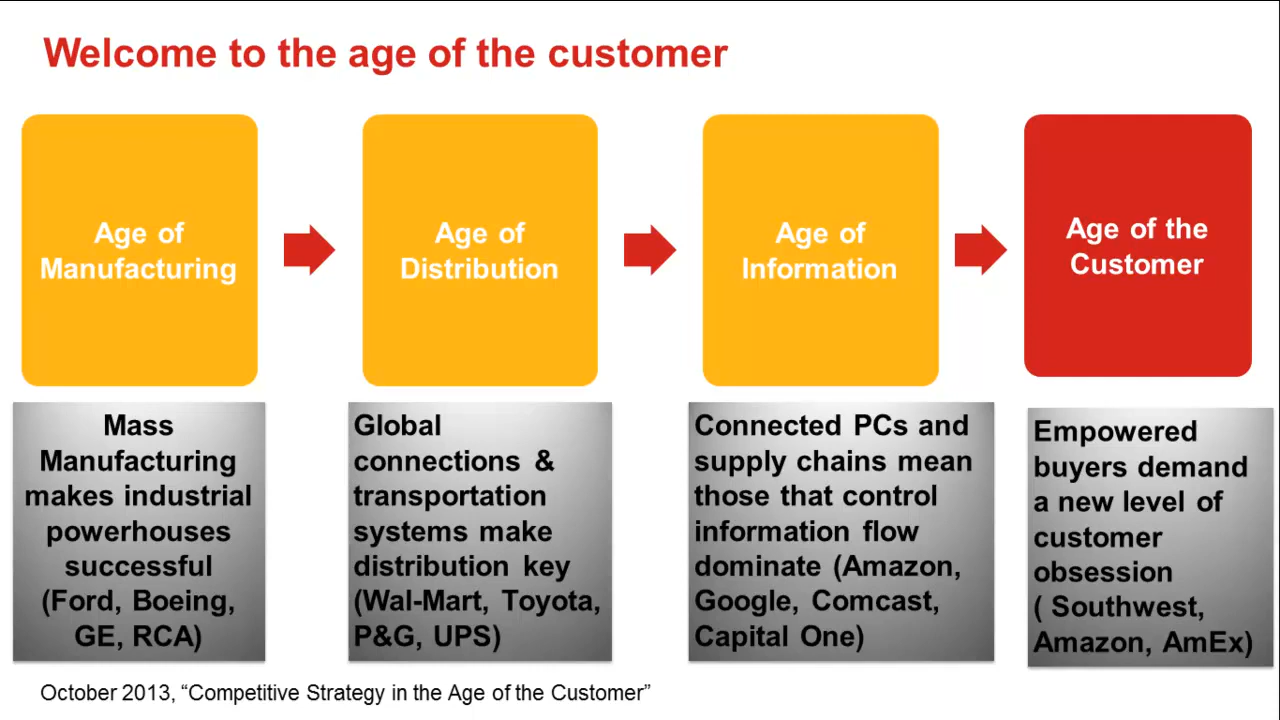 Welcome to the age of the customer
Age of
Manufacturing
Age of
Distribution
Age of
Information
Age of the
Customer
Mass
Manufacturing
makes industrial
powerhouses
successful
(Ford, Boeing,
GE, RCA)
Global
connections &
transportation
systems make
distribution key
(Wal-Mart, Toyota,
P&G, UPS)
Connected PCs and
supply chains mean
those that control
information flow
dominate (Amazon,
Google, Comcast,
Capital One)
Empowered
buyers demand
a new level of
customer
obsession
( Southwest,
Amazon, AmEx)
October 2013, “Competitive Strategy in the Age of the Customer”